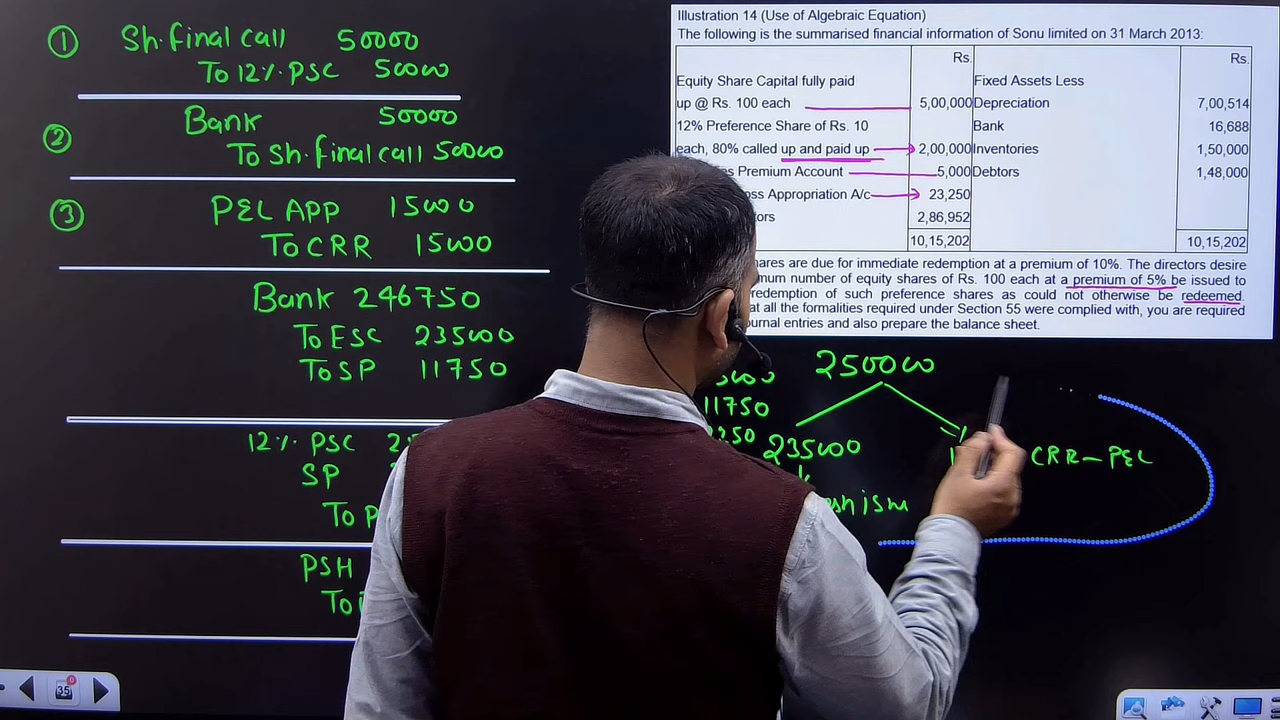 ① Sh. final call 50000
To 12% PSC 50000
② Bank 50000
To Sh. final call 50000
③ P&L APP 15000
To CRR 15000
Bank 246750
To ESC 235000
To SP 11750
12% PSC
SP
To
PSH
To
Illustration 14 (Use of Algebraic Equation)
The following is the summarised financial information of Sonu limited on 31 March 2013:
Rs. Rs.
Equity Share Capital fully paid Fixed Assets Less
up @ Rs. 100 each 5,00,000 Depreciation 7,00,514
12% Preference Share of Rs. 10 Bank 16,688
each, 80% called up and paid up 2,00,000 Inventories 1,50,000
Premium Account 5,000 Debtors 1,48,000
Appropriation A/c 23,250
2,86,952
10,15,202 10,15,202
are due for immediate redemption at a premium of 10%. The directors desire
number of equity shares of Rs. 100 each at a premium of 5% be issued to
redemption of such preference shares as could not otherwise be redeemed.
at all the formalities required under Section 55 were complied with, you are required
entries and also prepare the balance sheet.
250000
11750
235000
CRR - P&L
35